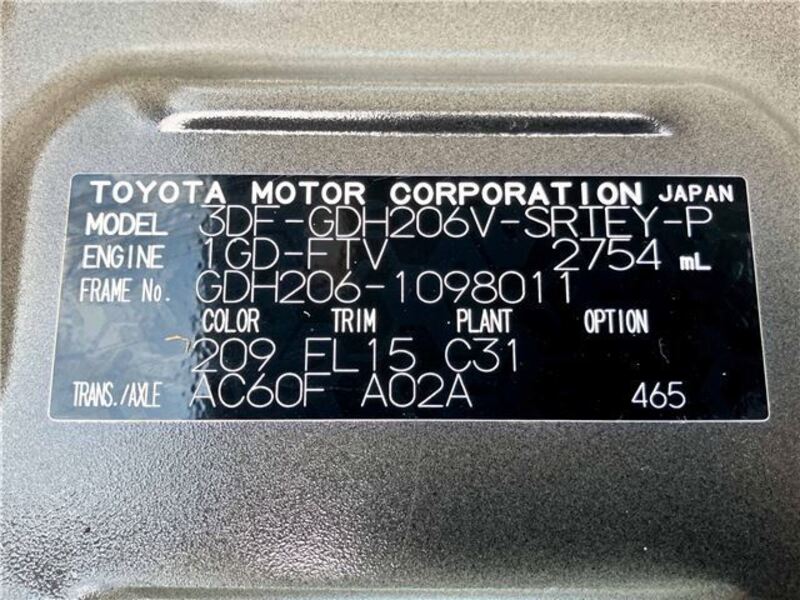 TOYOTA MOTOR CORPORATION JAPAN
MODEL 3DF-GDH206V-SRTEY-P
ENGINE 1GD-FTV 2754 mL
FRAME No. GDH206-1098011
COLOR TRIM PLANT OPTION
209 FL15 C31
TRANS./AXLE AC60F A02A 465